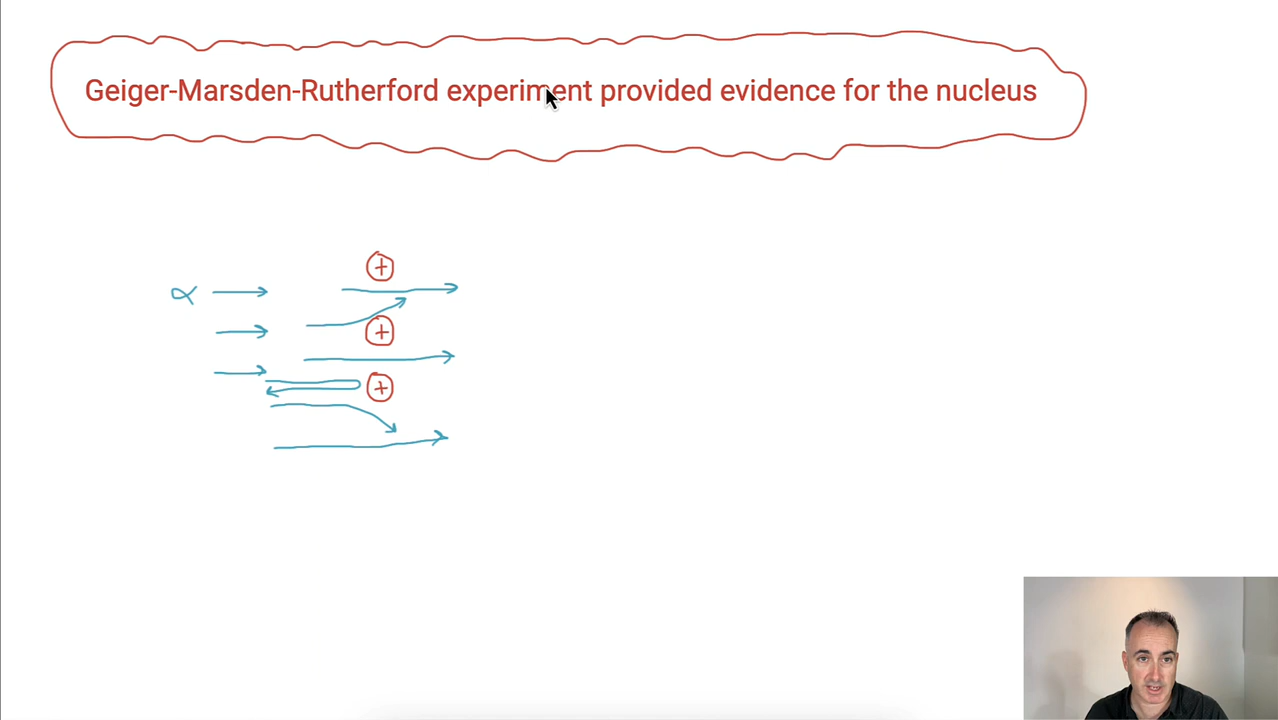 Geiger-Marsden-Rutherford experiment provided evidence for the nucleus
+
α
+
+